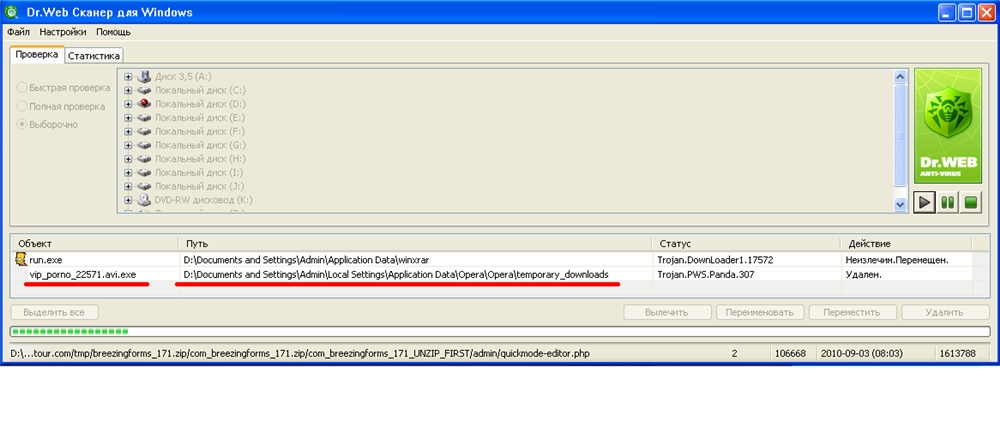 Dr.Web Сканер для Windows
Файл Настройки Помощь
Проверка Статистика
Быстрая проверка
Полная проверка
Выборочно
Диск 3,5 (A:)
Локальный диск (C:)
Локальный диск (D:)
Локальный диск (E:)
Локальный диск (F:)
Локальный диск (G:)
Локальный диск (H:)
Локальный диск (I:)
Локальный диск (J:)
DVD-RW дисковод (K:)
Dr.WEB
ANTI-VIRUS
Объект Путь Статус Действие
run.exe D:\Documents and Settings\Admin\Application Data\winxrar Trojan.DownLoader1.17572 Неизлечим.Перемещен.
vip_porno_22571.avi.exe D:\Documents and Settings\Admin\Local Settings\Application Data\Opera\Opera\temporary_downloads Trojan.PWS.Panda.307 Удален.
Выделить все Вылечить Переименовать Переместить Удалить
D:\...tour.com/tmp/breezingforms_171.zip/com_breezingforms_171.zip/com_breezingforms_171_UNZIP_FIRST/admin/quickmode-editor.php 2 106668 2010-09-03 (08:03) 1613788